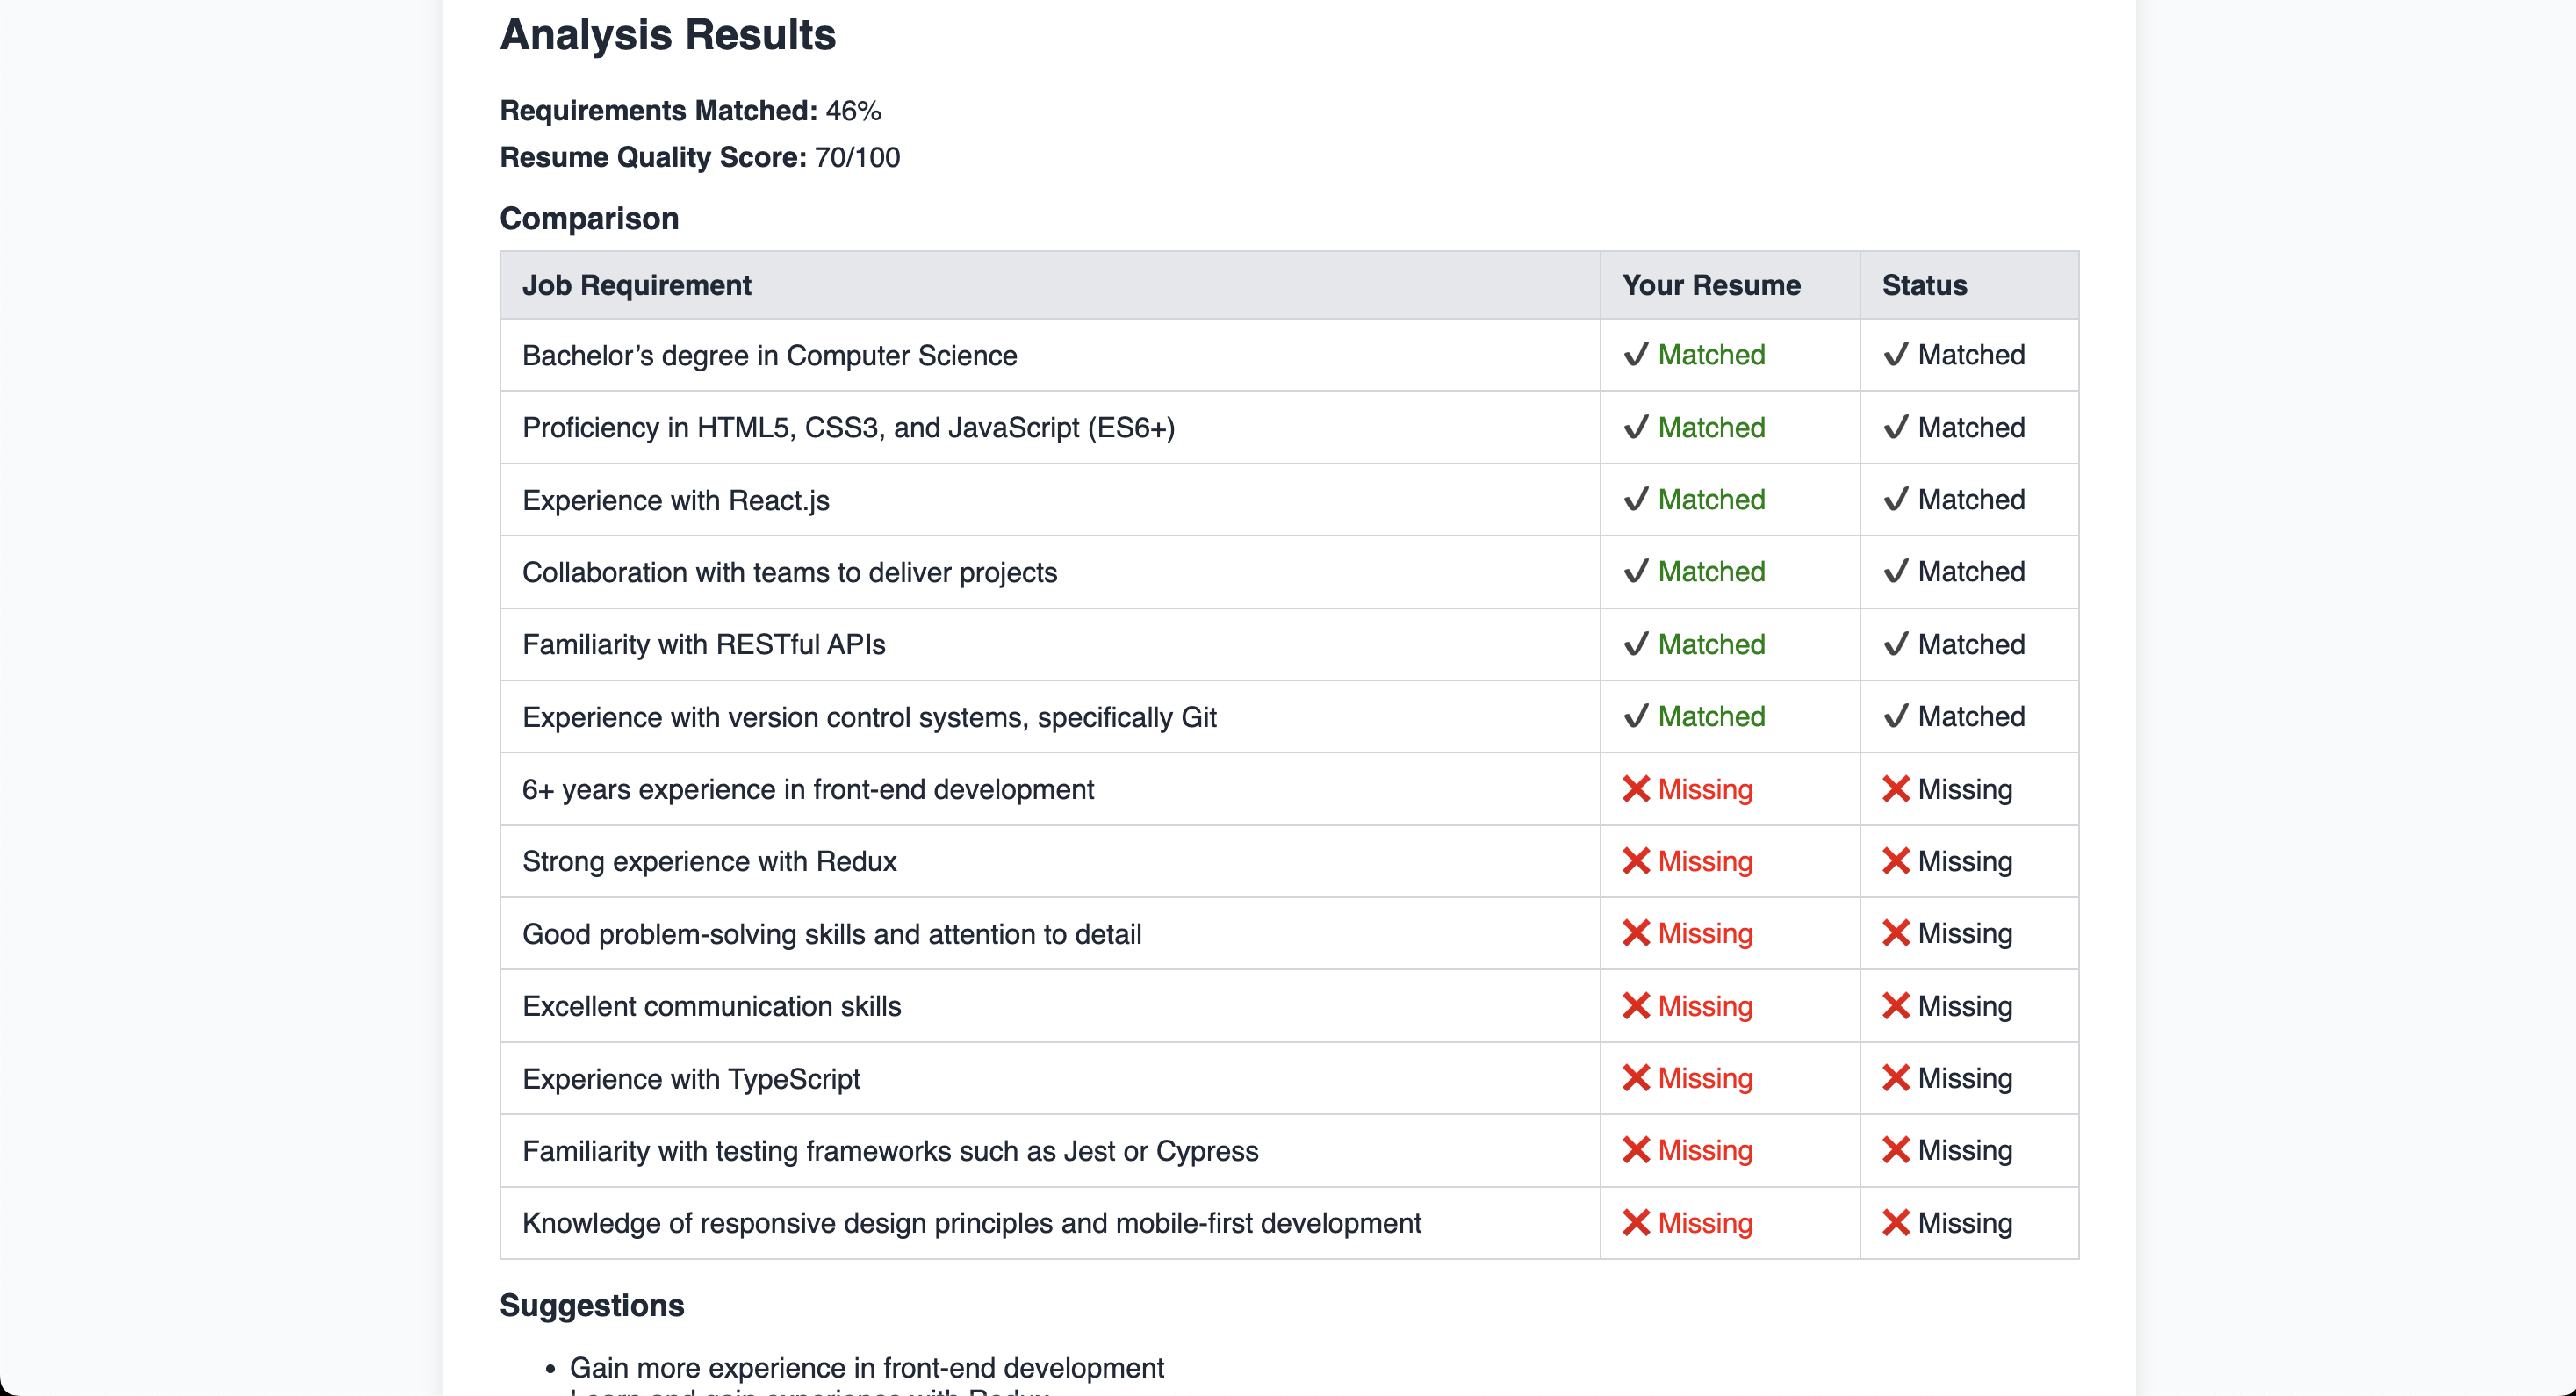 Analysis Results
Requirements Matched: 46%
Resume Quality Score: 70/100
Comparison
Job Requirement Your Resume Status
Bachelor’s degree in Computer Science ✔ Matched ✔ Matched
Proficiency in HTML5, CSS3, and JavaScript (ES6+) ✔ Matched ✔ Matched
Experience with React.js ✔ Matched ✔ Matched
Collaboration with teams to deliver projects ✔ Matched ✔ Matched
Familiarity with RESTful APIs ✔ Matched ✔ Matched
Experience with version control systems, specifically Git ✔ Matched ✔ Matched
6+ years experience in front-end development ❌ Missing ❌ Missing
Strong experience with Redux ❌ Missing ❌ Missing
Good problem-solving skills and attention to detail ❌ Missing ❌ Missing
Excellent communication skills ❌ Missing ❌ Missing
Experience with TypeScript ❌ Missing ❌ Missing
Familiarity with testing frameworks such as Jest or Cypress ❌ Missing ❌ Missing
Knowledge of responsive design principles and mobile-first development ❌ Missing ❌ Missing
Suggestions
• Gain more experience in front-end development